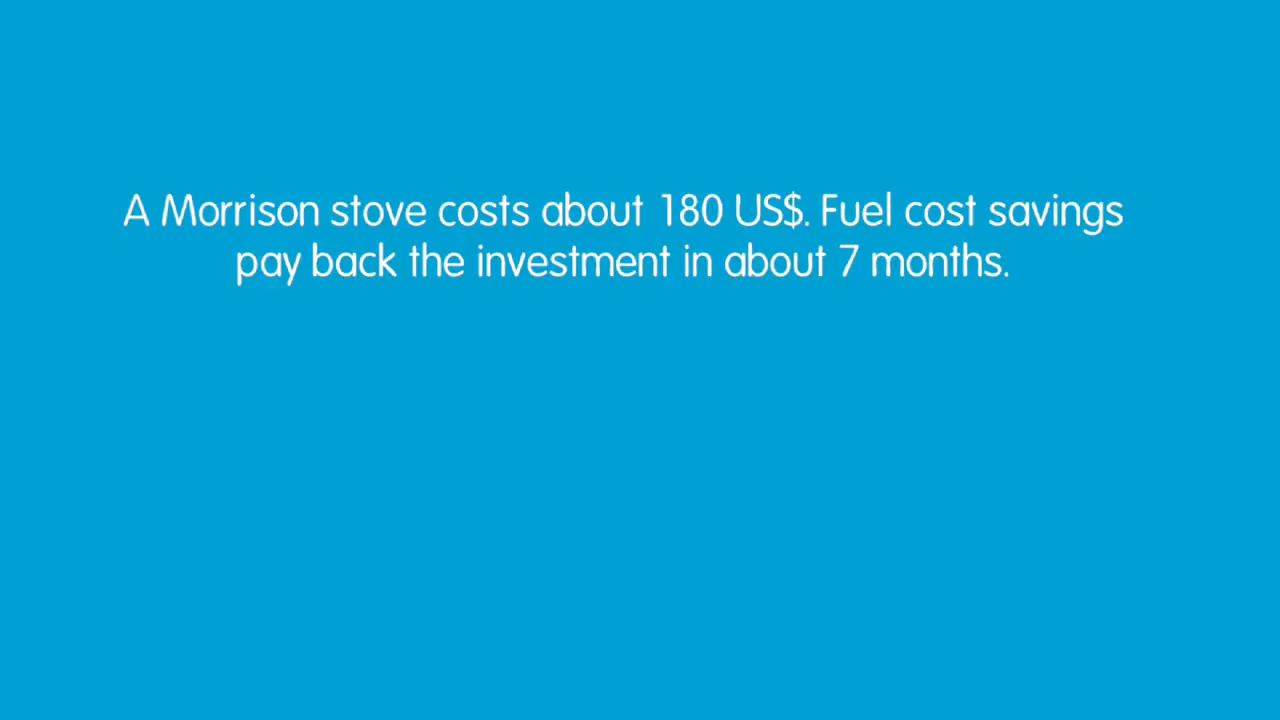 A Morrison stove costs about 180 US$. Fuel cost savings
pay back the investment in about 7 months.